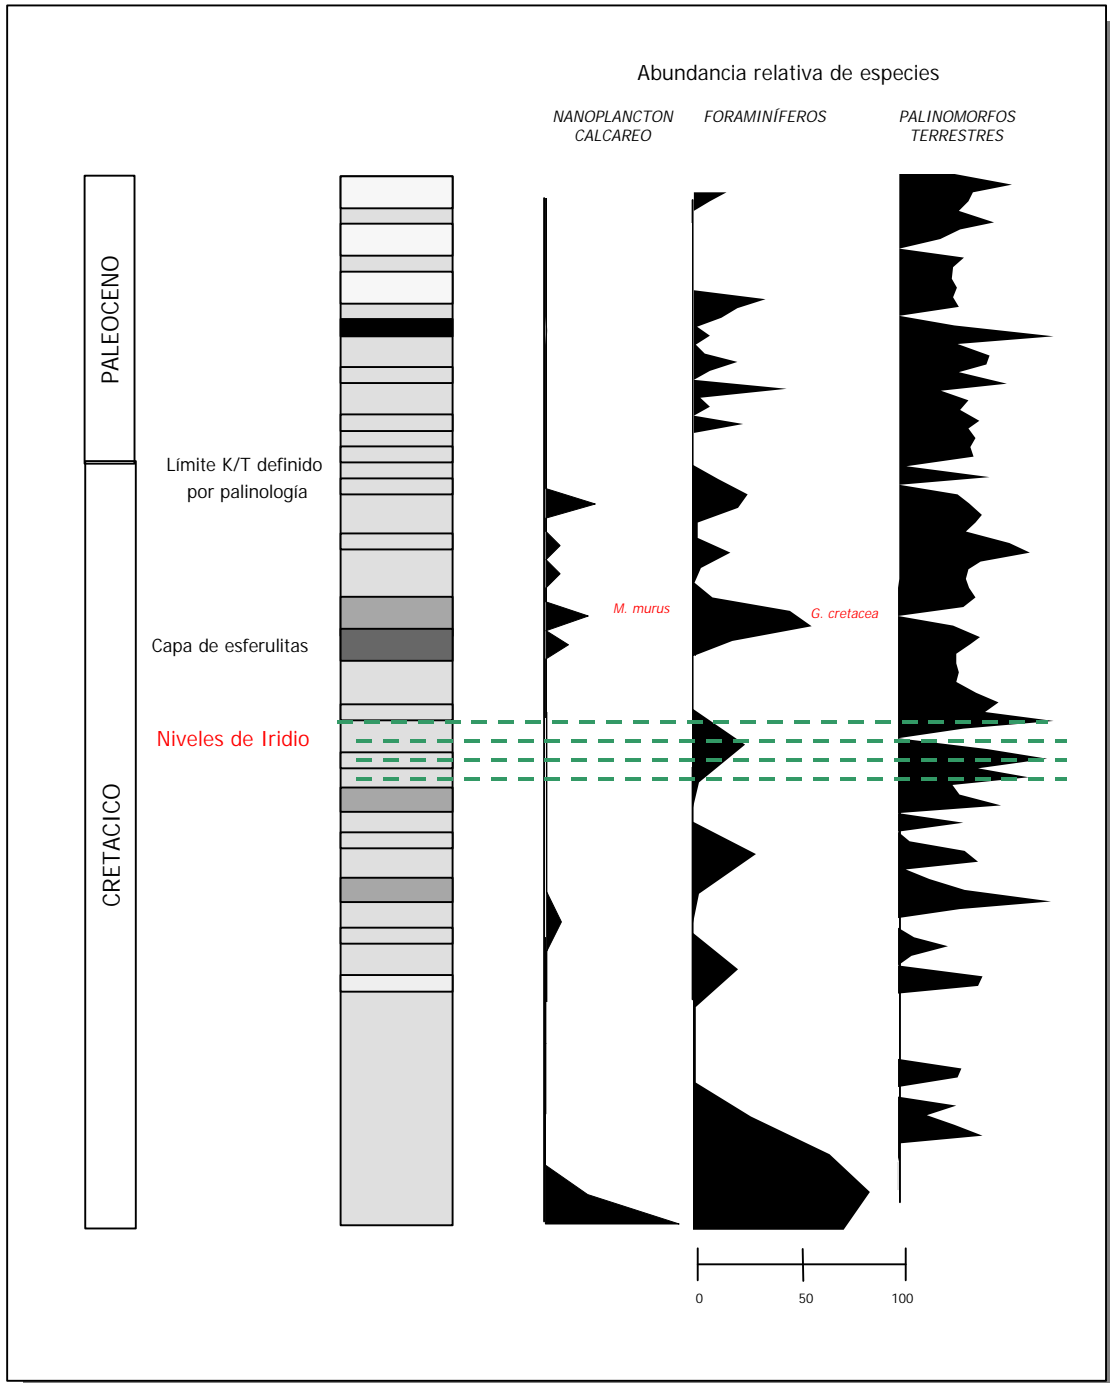 Abundancia relativa de especies
NANOPLANCTON
CALCAREO
FORAMINÍFEROS
PALINOMORFOS
TERRESTRES
PALEOCENO
Límite K/T definido
por palinología
M. murus
G. cretacea
Capa de esferulitas
Niveles de Iridio
CRETACICO
0 50 100